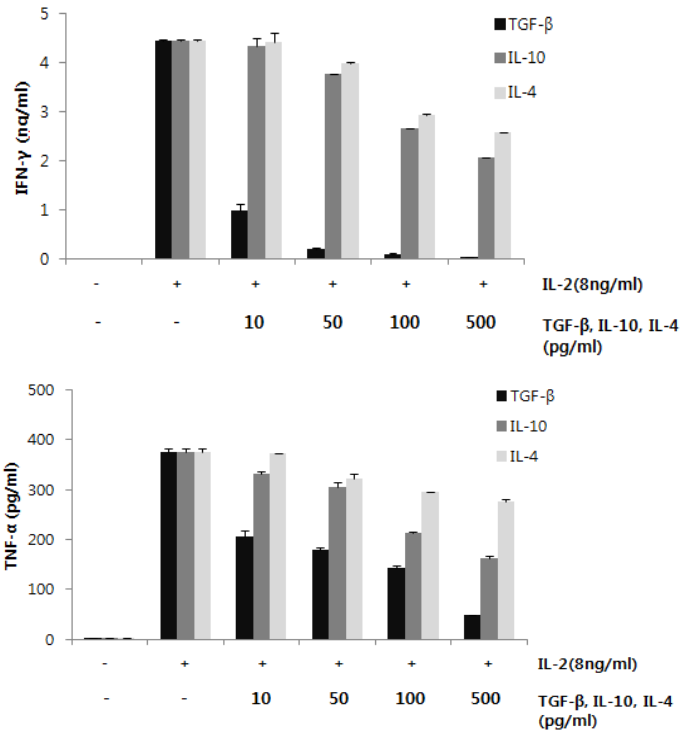 5
4
3
2
1
0
IFN-γ (ng/ml)
TGF-β
IL-10
IL-4
- + + + + + IL-2(8ng/ml)
- - 10 50 100 500 TGF-β, IL-10, IL-4
(pg/ml)
500
400
300
200
100
0
TNF-α (pg/ml)
TGF-β
IL-10
IL-4
- + + + + + IL-2(8ng/ml)
- - 10 50 100 500 TGF-β, IL-10, IL-4
(pg/ml)